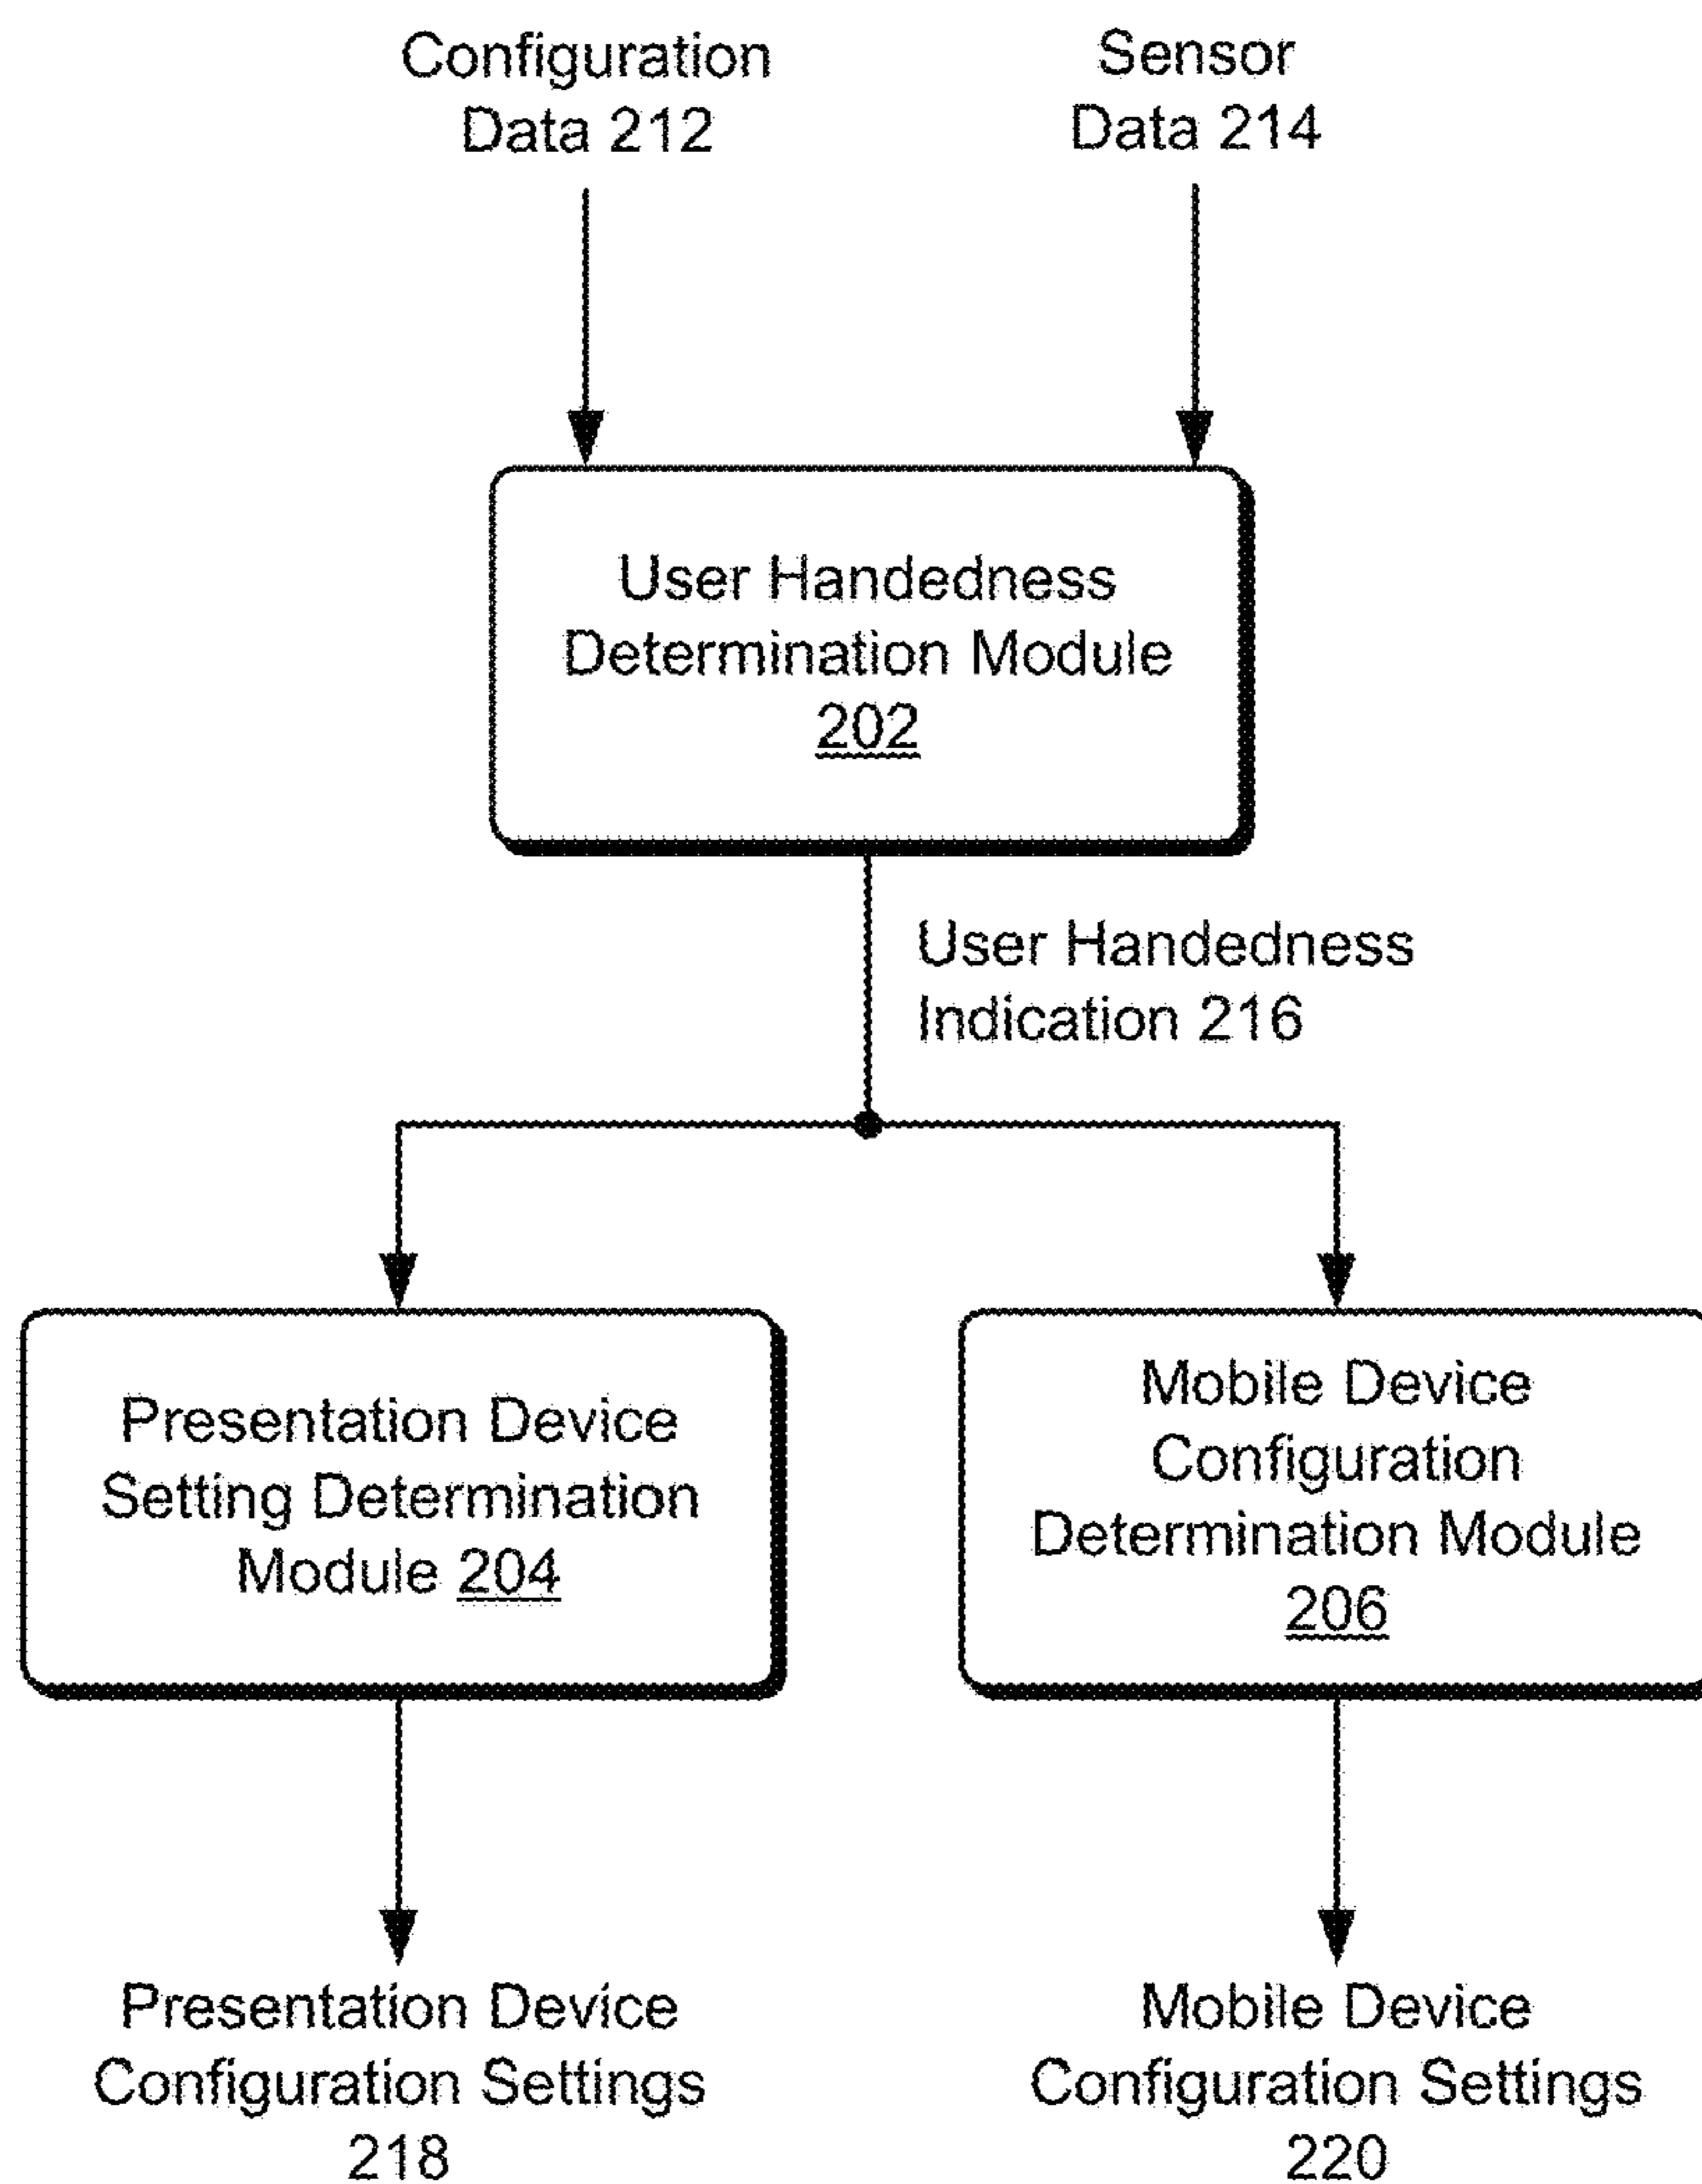 Configuration
Data 212
Sensor
Data 214
User Handedness
Determination Module
202
User Handedness
Indication 216
Presentation Device
Setting Determination
Module 204
Mobile Device
Configuration
Determination Module
206
Presentation Device
Configuration Settings
218
Mobile Device
Configuration Settings
220